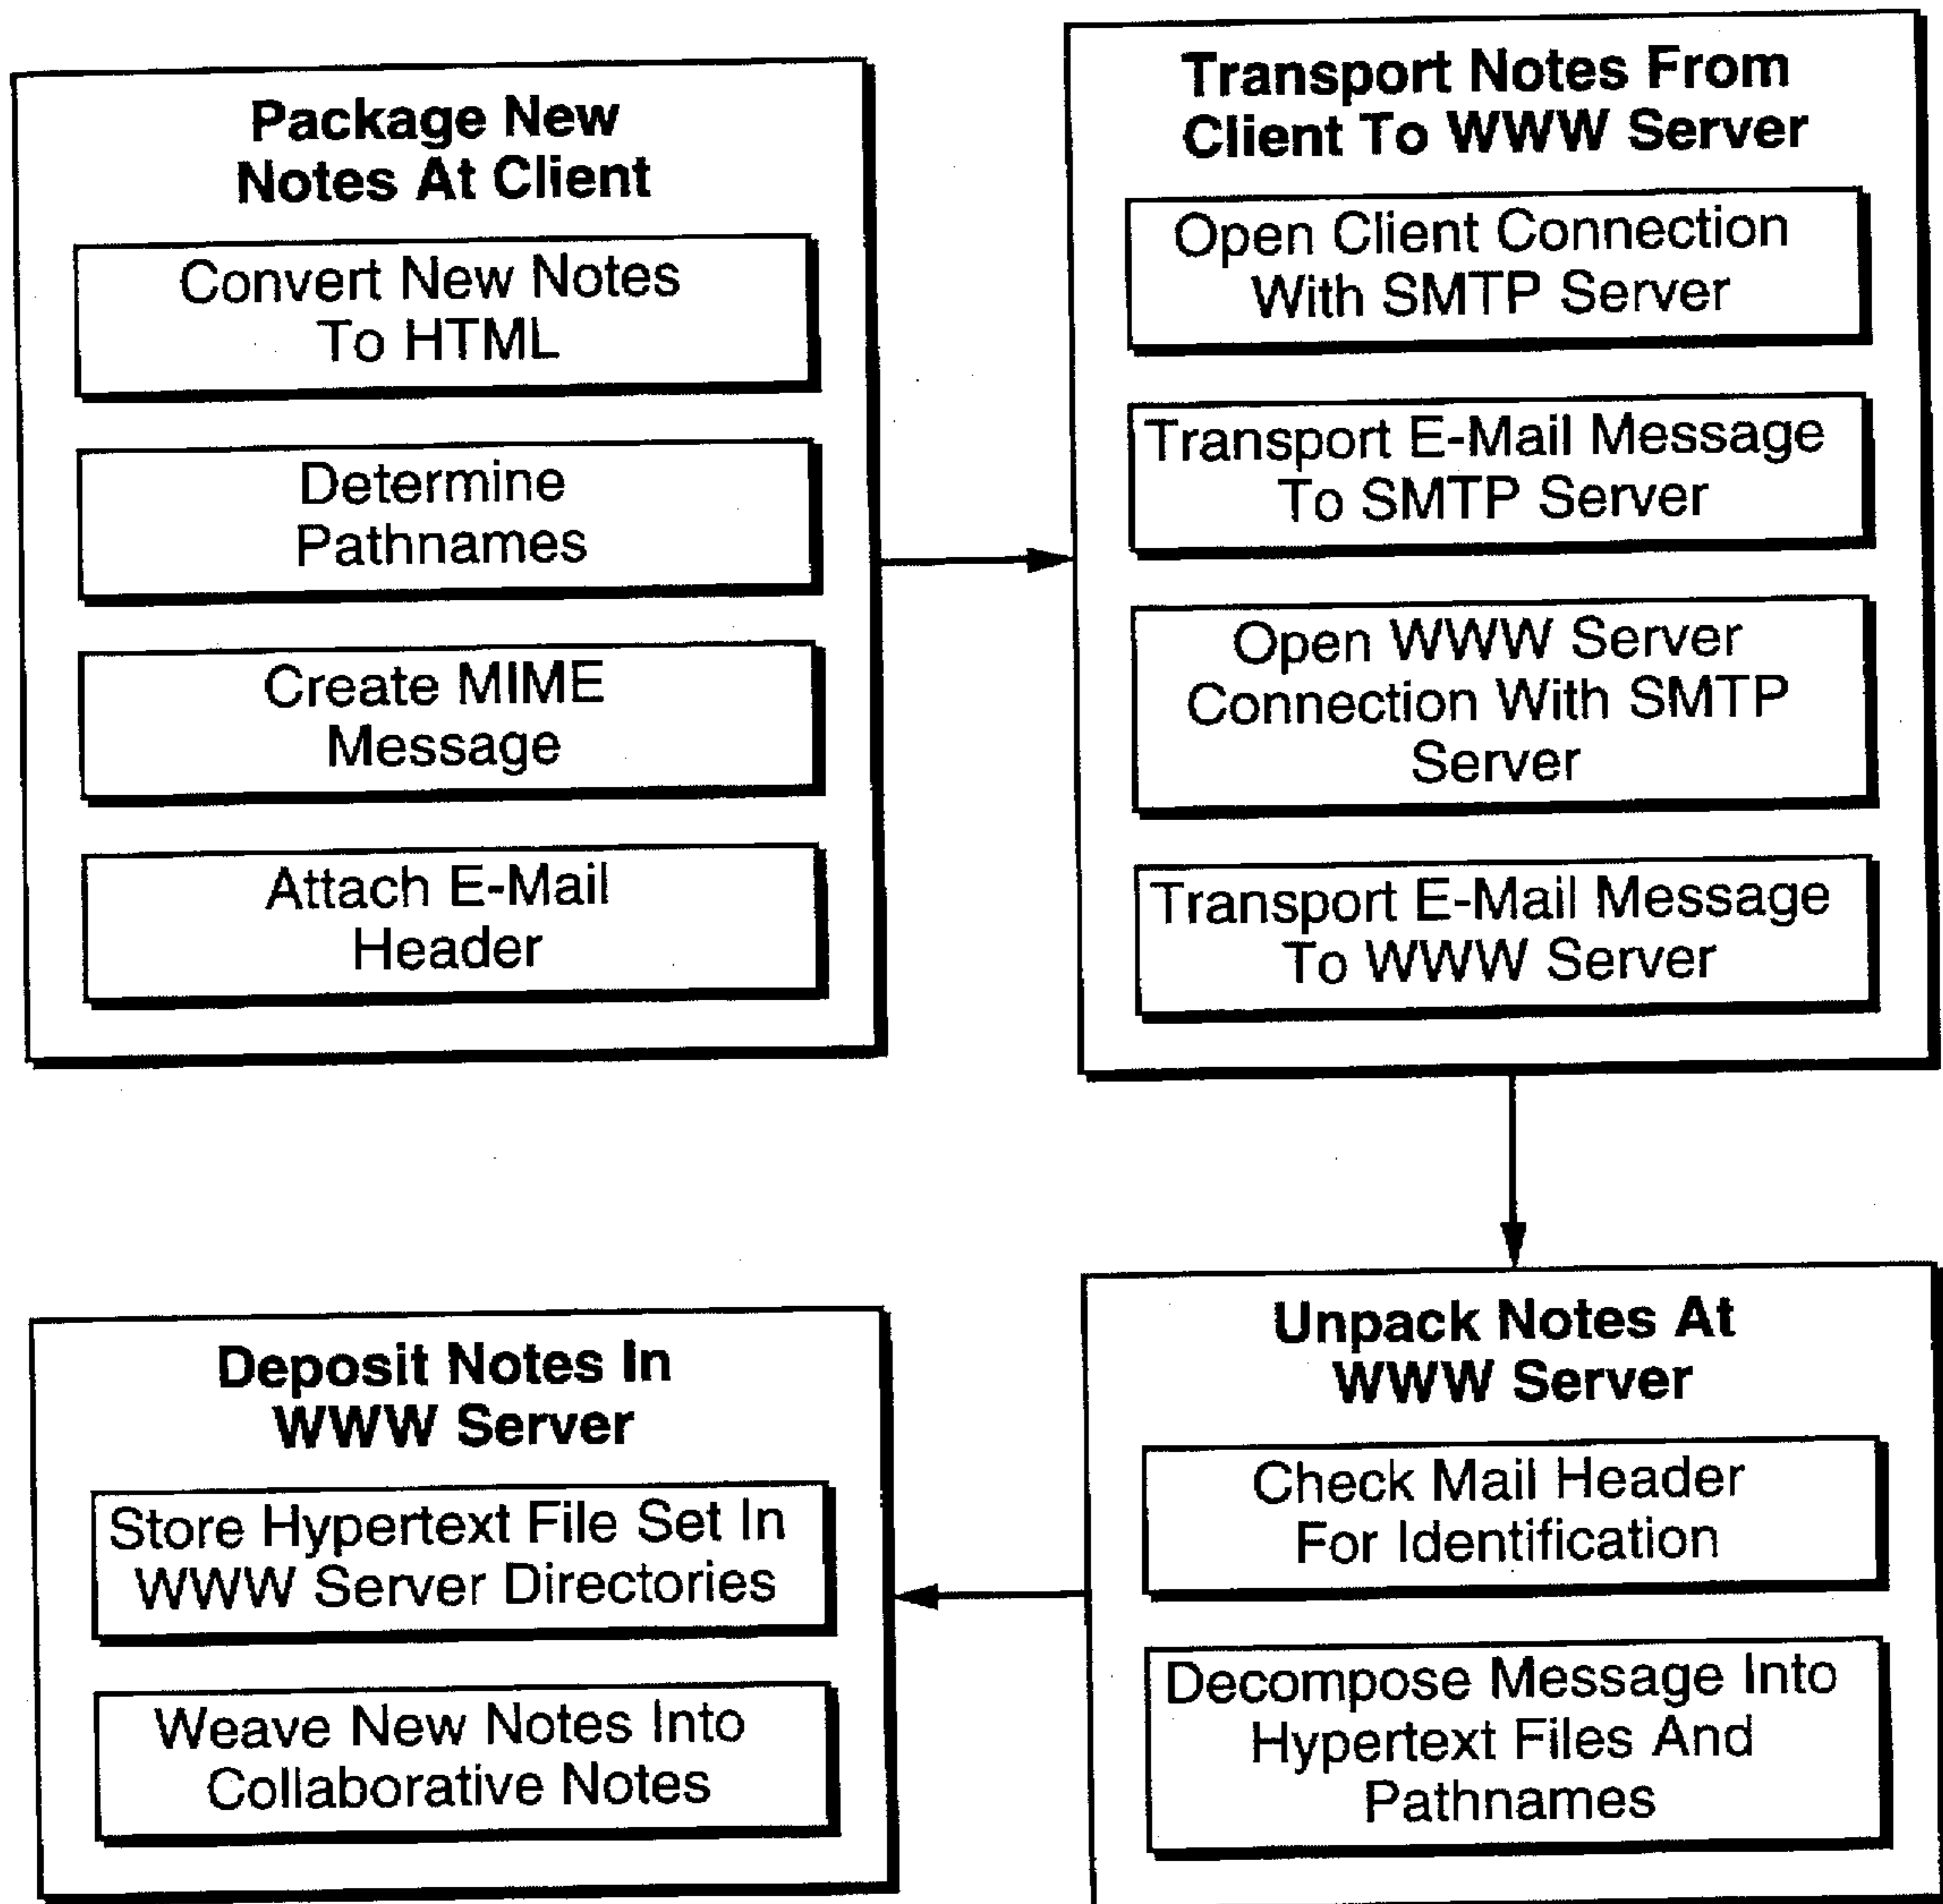 Package New
Notes At Client
Convert New Notes
To HTML
Determine
Pathnames
Create MIME
Message
Attach E-Mail
Header
Transport Notes From
Client To WWW Server
Open Client Connection
With SMTP Server
Transport E-Mail Message
To SMTP Server
Open WWW Server
Connection With SMTP
Server
Transport E-Mail Message
To WWW Server
Unpack Notes At
WWW Server
Check Mail Header
For Identification
Decompose Message Into
Hypertext Files And
Pathnames
Deposit Notes In
WWW Server
Store Hypertext File Set In
WWW Server Directories
Weave New Notes Into
Collaborative Notes